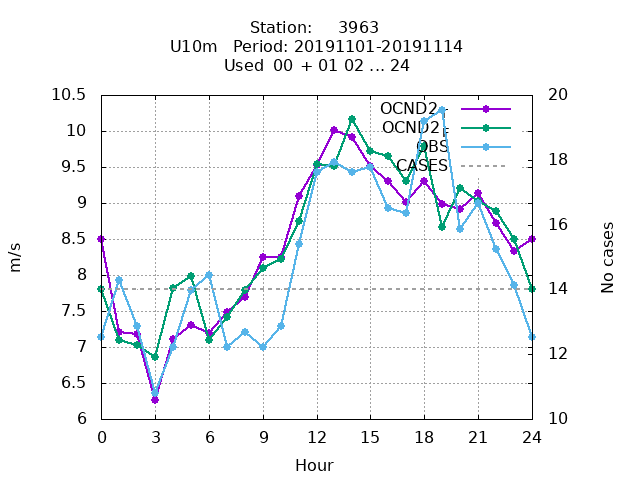 Station: 3963
U10m Period: 20191101-20191114
Used 00 + 01 02 ... 24
10.5
10
9.5
9
8.5
8
7.5
7
6.5
6
20
18
16
14
12
10
OCND2
OCND2
OBS
CASES
m/s
No cases
0 3 6 9 12 15 18 21 24
Hour